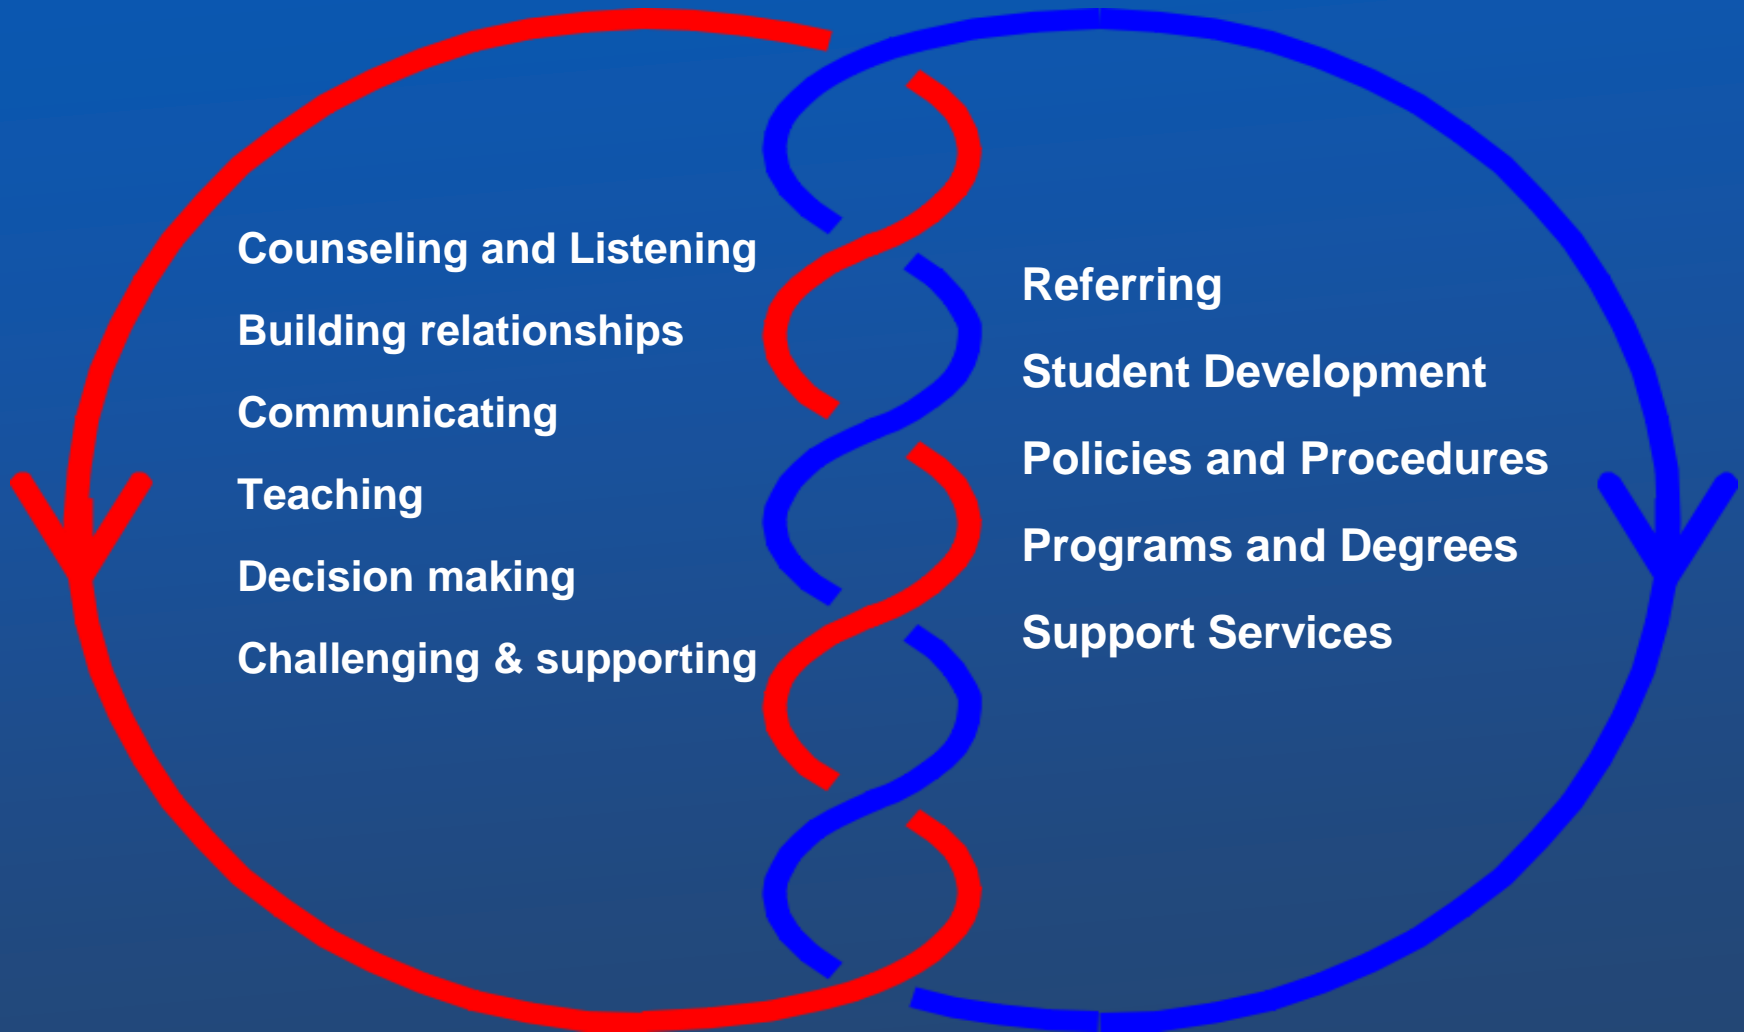 Counseling and Listening
Building relationships
Communicating
Teaching
Decision making
Challenging & supporting
Referring
Student Development
Policies and Procedures
Programs and Degrees
Support Services